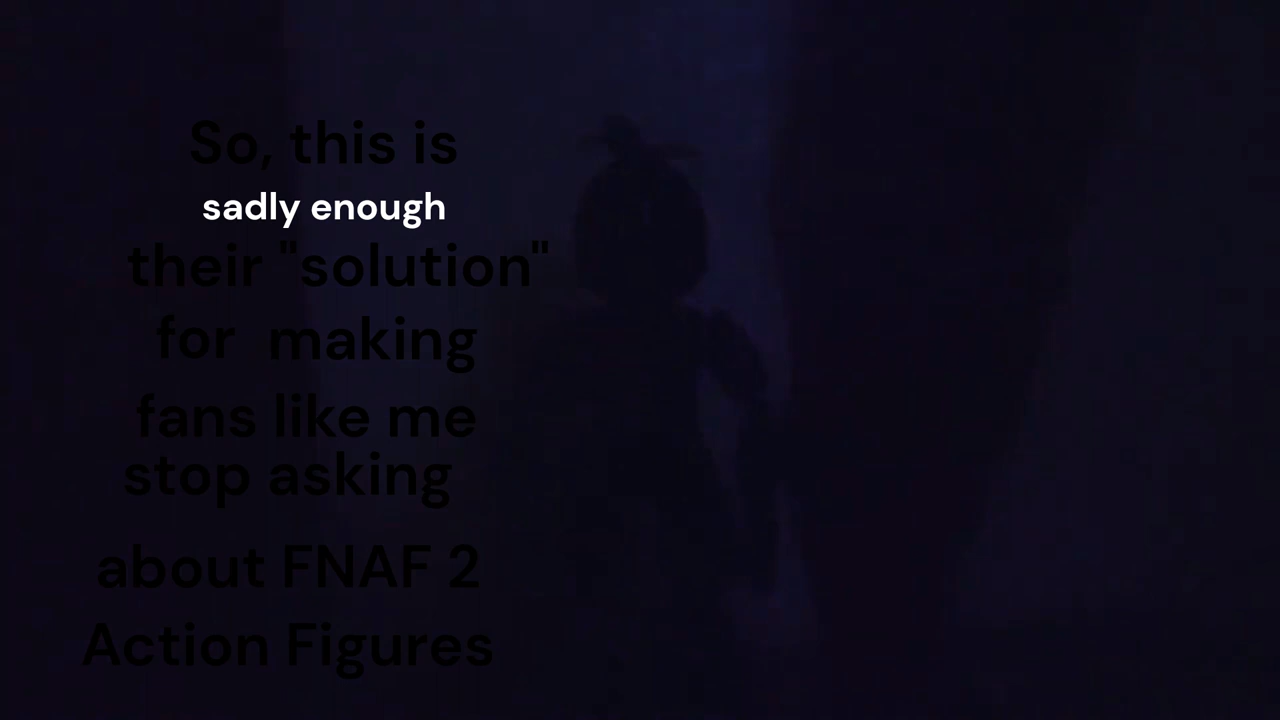 So, this is
sadly enough
their "solution"
for making
fans like me
stop asking
about FNAF 2
Action Figures